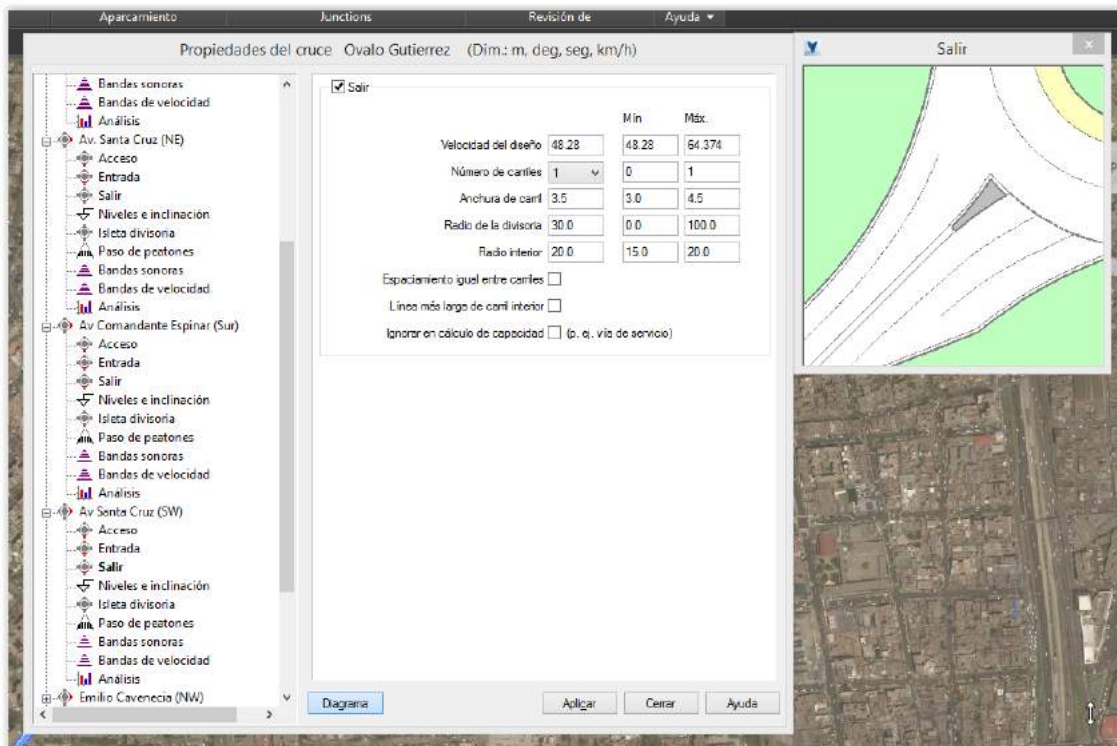 Aparcamiento Junctions Revisión de Ayuda
Propiedades del cruce Ovalo Gutierrez (Dim.: m, deg, seg, km/h)
Bandas sonoras
Bandas de velocidad
Análisis
Av. Santa Cruz (NE)
Acceso
Entrada
Salir
Niveles e inclinación
Isleta divisoria
Paso de peatones
Bandas sonoras
Bandas de velocidad
Análisis
Av Comandante Espinar (Sur)
Acceso
Entrada
Salir
Niveles e inclinación
Isleta divisoria
Paso de peatones
Bandas sonoras
Bandas de velocidad
Análisis
Av Santa Cruz (SW)
Acceso
Entrada
Salir
Niveles e inclinación
Isleta divisoria
Paso de peatones
Bandas sonoras
Bandas de velocidad
Análisis
Emilio Cavenecia (NW)
Salir
Mín Máx.
Velocidad del diseño 48.28 48.28 64.374
Número de carriles 1 0 1
Anchura de carril 3.5 3.0 4.5
Radio de la divisoria 30.0 0.0 100.0
Radio interior 20.0 15.0 20.0
Espaciamiento igual entre carriles
Línea más larga de carril interior
Ignorar en cálculo de capacidad (p. ej. vía de servicio)
Diagrama Aplicar Cerrar Ayuda
Salir